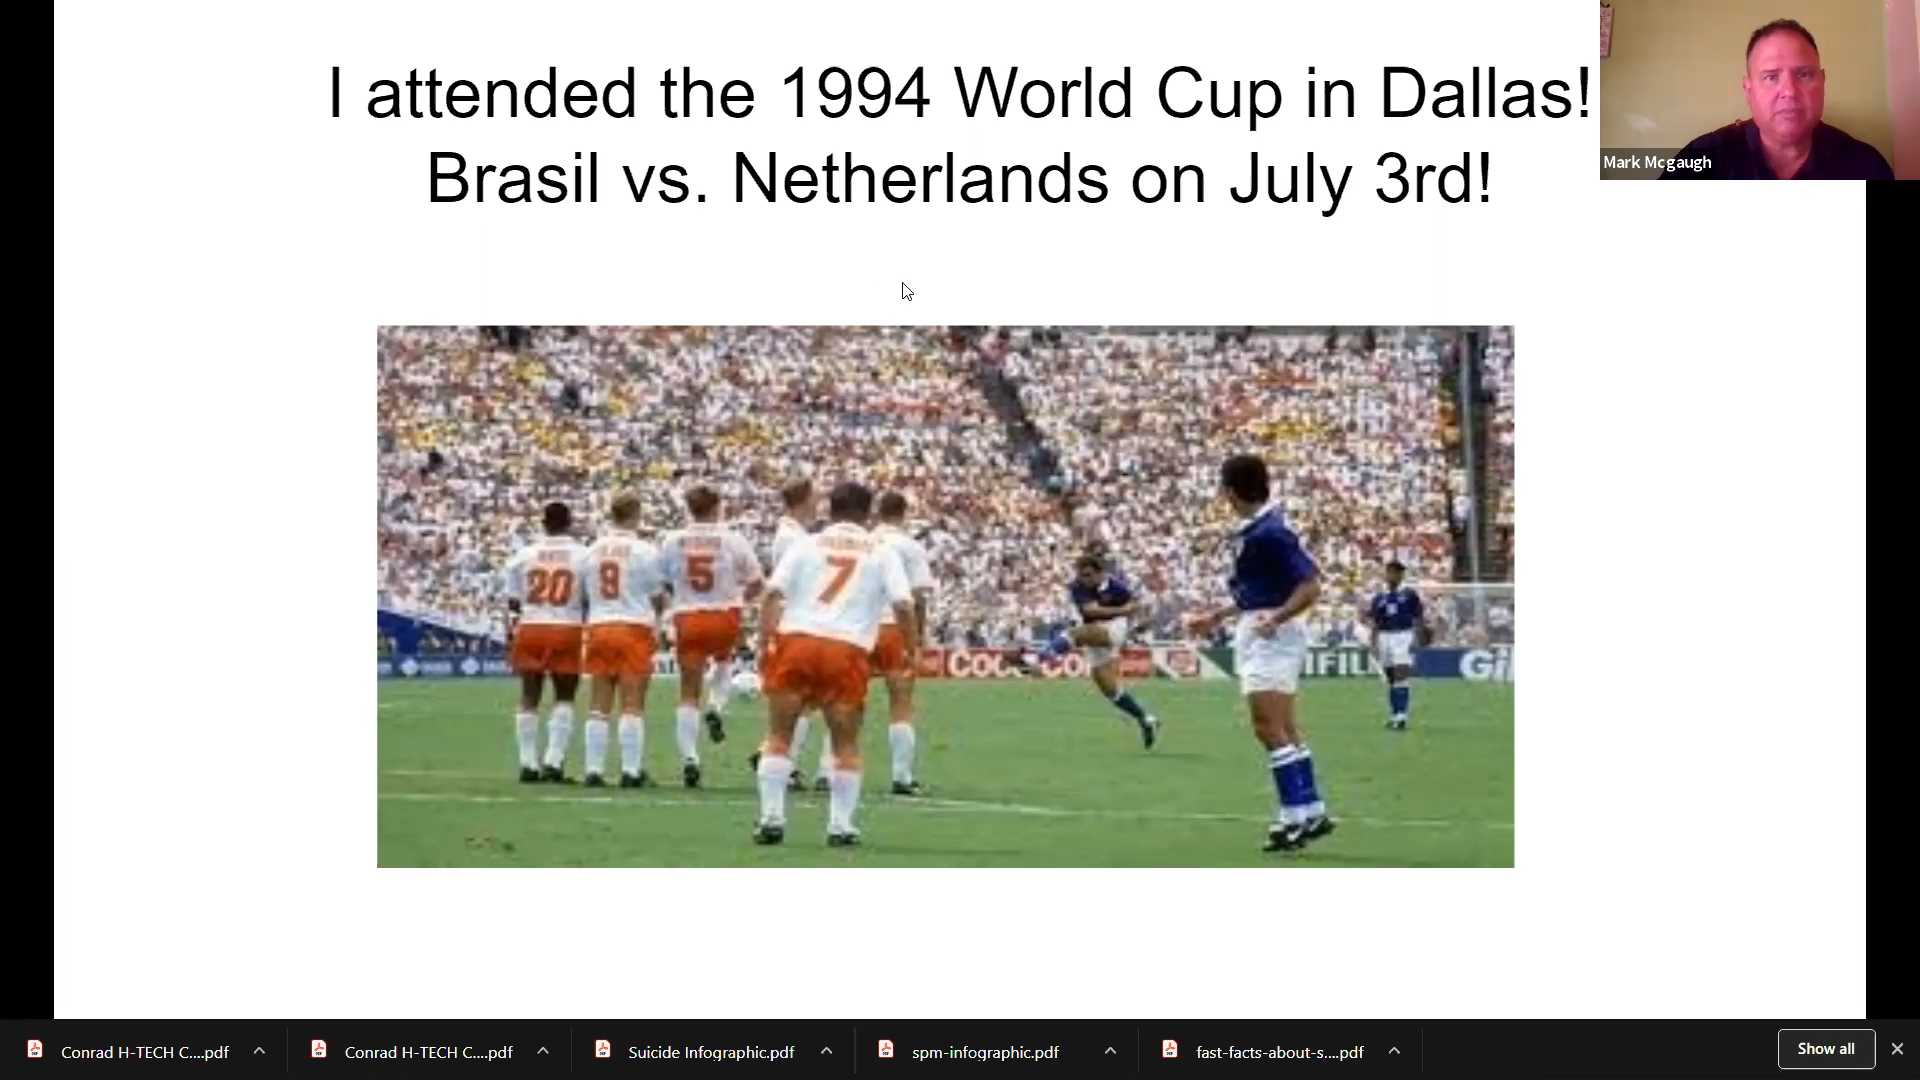 I attended the 1994 World Cup in Dallas!
Brasil vs. Netherlands on July 3rd!
Mark Mcgaugh
20
5
7
Gil
Conrad H-TECH C....pdf
Conrad H-TECH C....pdf
Suicide Infographic.pdf
spm-infographic.pdf
fast-facts-about-s....pdf
Show all